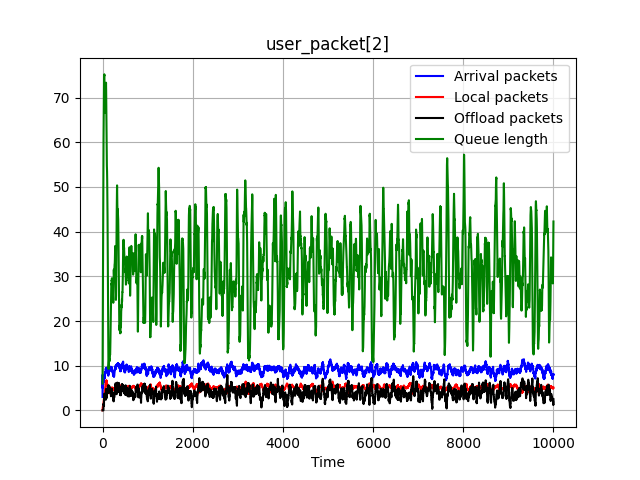 user_packet[2]
Arrival packets
Local packets
Offload packets
Queue length
70
60
50
40
30
20
10
0
0 2000 4000 6000 8000 10000
Time